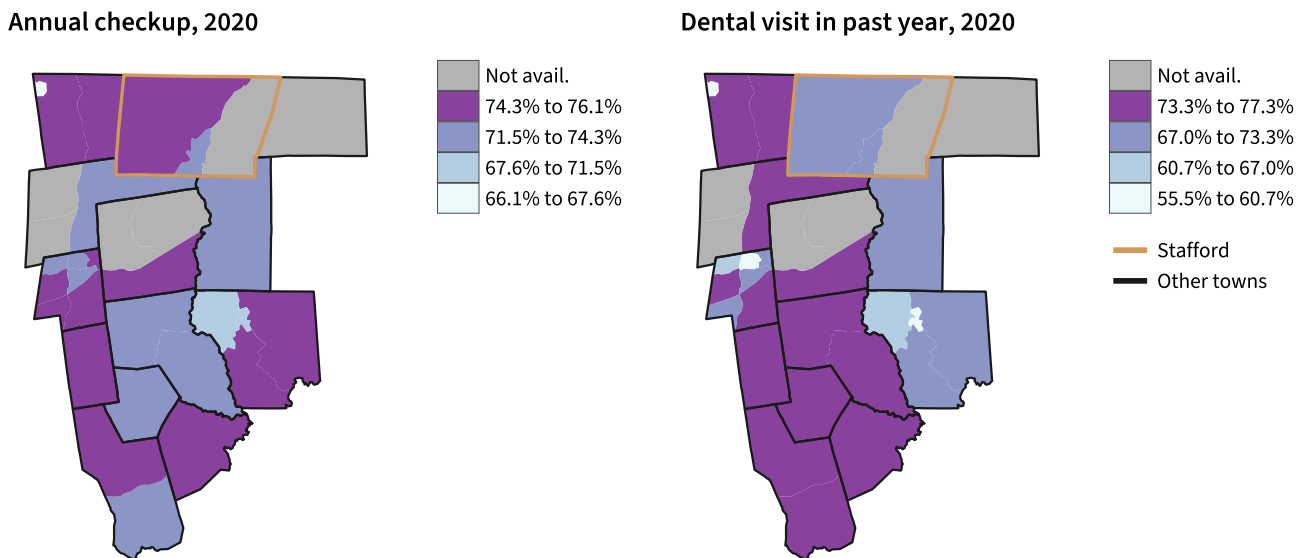 Annual checkup, 2020
Not avail.
74.3% to 76.1%
71.5% to 74.3%
67.6% to 71.5%
66.1% to 67.6%
Dental visit in past year, 2020
Not avail.
73.3% to 77.3%
67.0% to 73.3%
60.7% to 67.0%
55.5% to 60.7%
Stafford
Other towns